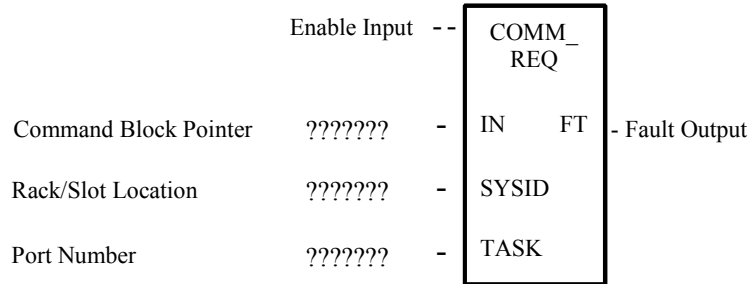 Enable Input -- COMM_
REQ
Command Block Pointer ??????? - IN FT - Fault Output
Rack/Slot Location ??????? - SYSID
Port Number ??????? - TASK